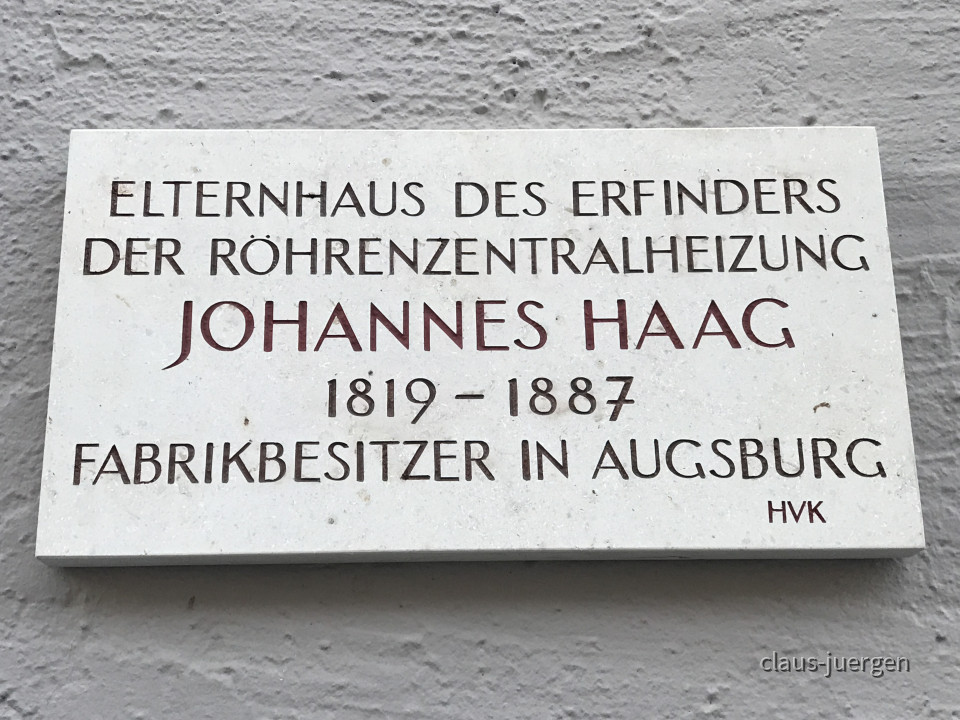 ELTERNHAUS DES ERFINDERS
DER RÖHRENZENTRALHEIZUNG
JOHANNES HAAG
1819 – 1887
FABRIKBESITZER IN AUGSBURG
HVK
claus-juergen